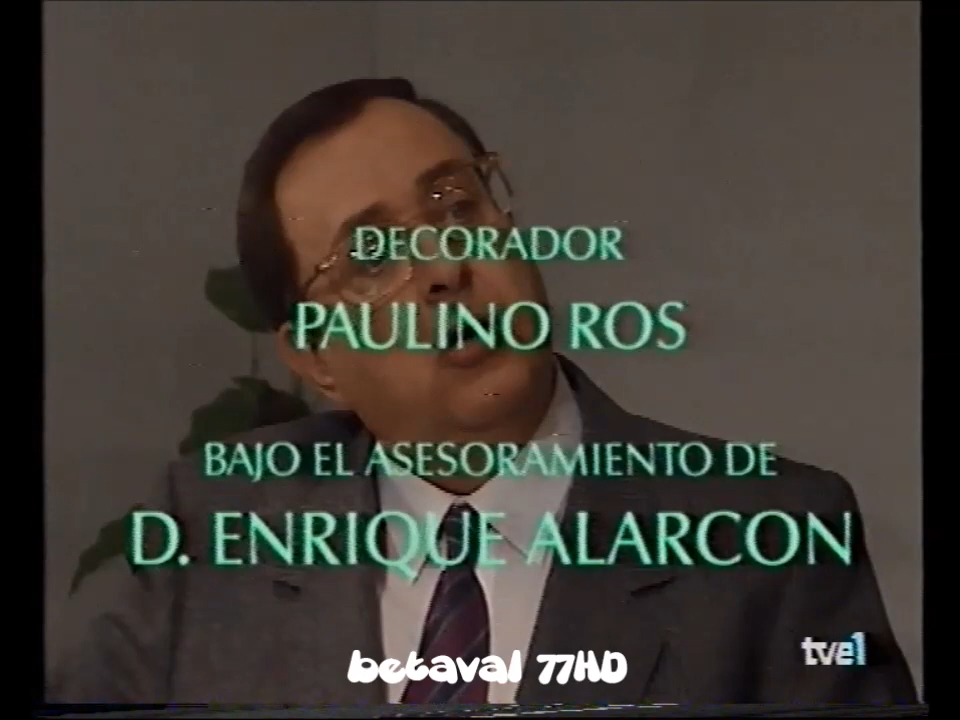 DECORADOR
PAULINO ROS
BAJO EL ASESORAMIENTO DE
D. ENRIQUE ALARCON
tve1
betaval 77HD